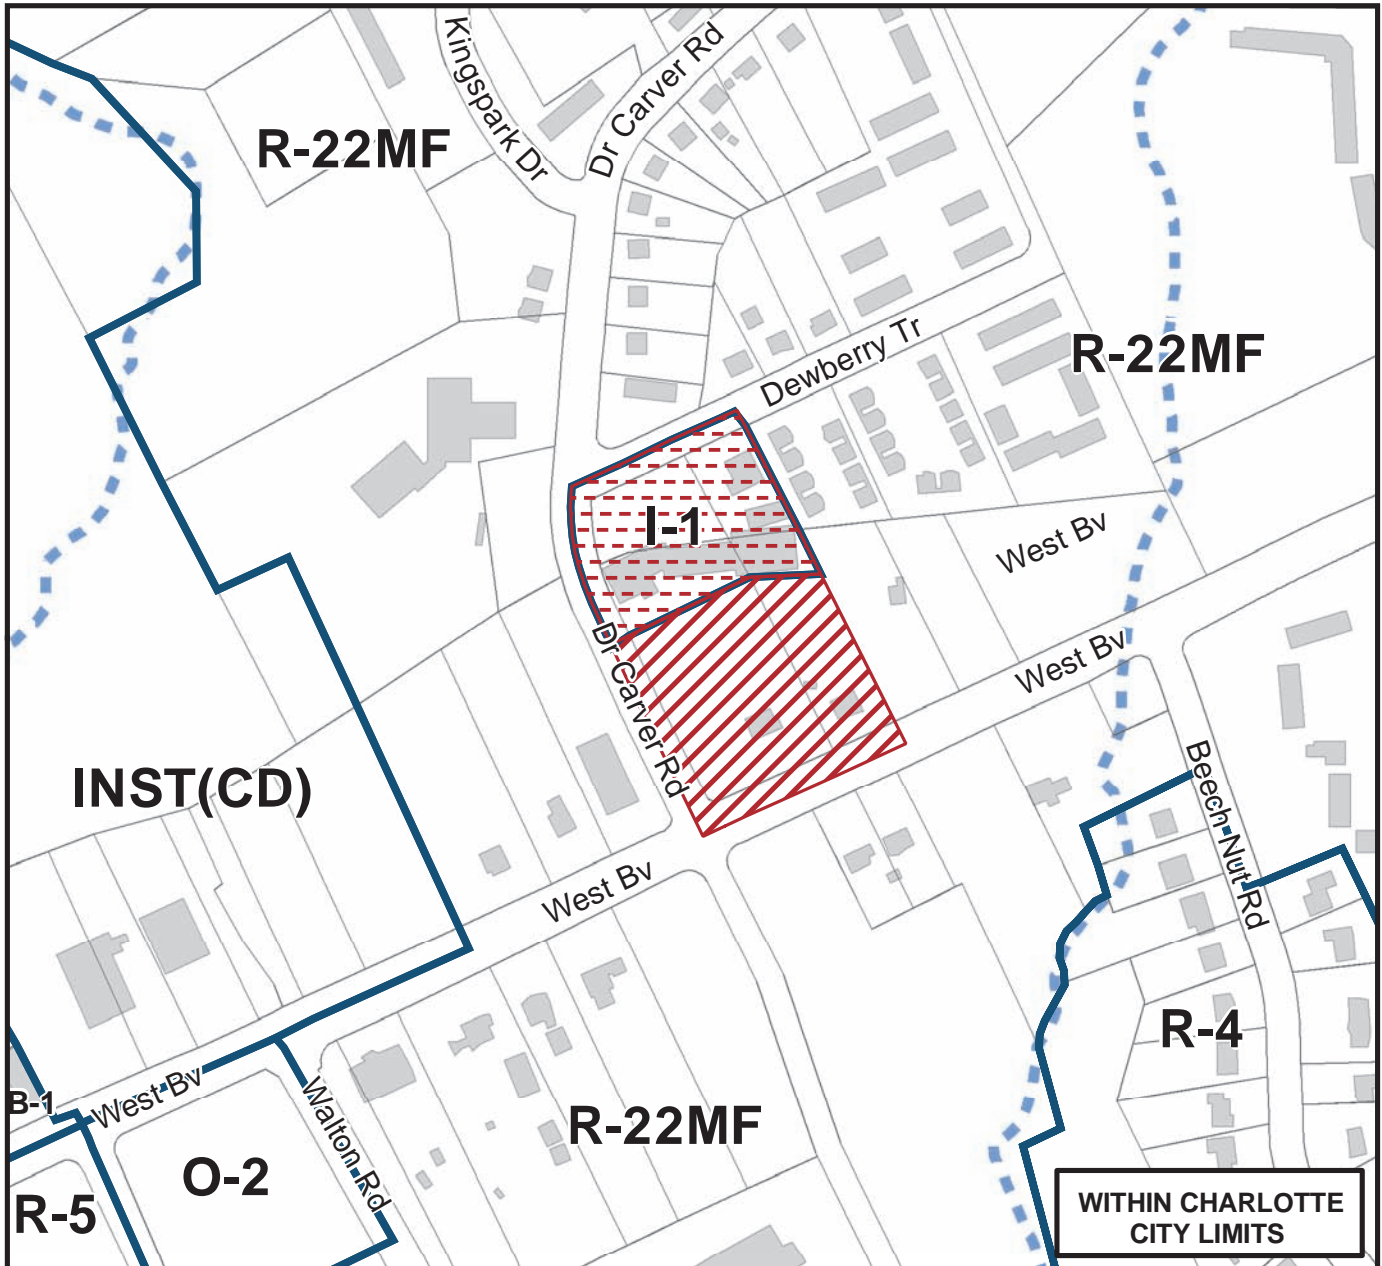 Kingspark Dr
Dr Carver Rd
R-22MF
Dewberry Tr
R-22MF
I-1
West Bv
Dr Carver Rd
West Bv
INST(CD)
Beech Nut Rd
West Bv
R-4
B-1
West Bv
Walton Rd
R-22MF
O-2
R-5
WITHIN CHARLOTTE
CITY LIMITS